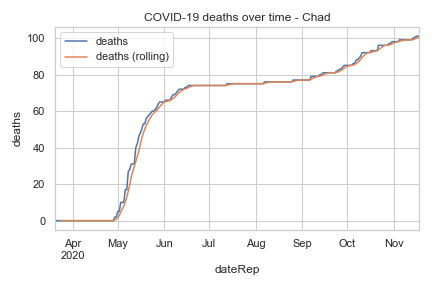 COVID-19 deaths over time - Chad
deaths
deaths (rolling)
100
80
60
40
20
0
deaths
Apr
2020
May
Jun
Jul
Aug
Sep
Oct
Nov
dateRep